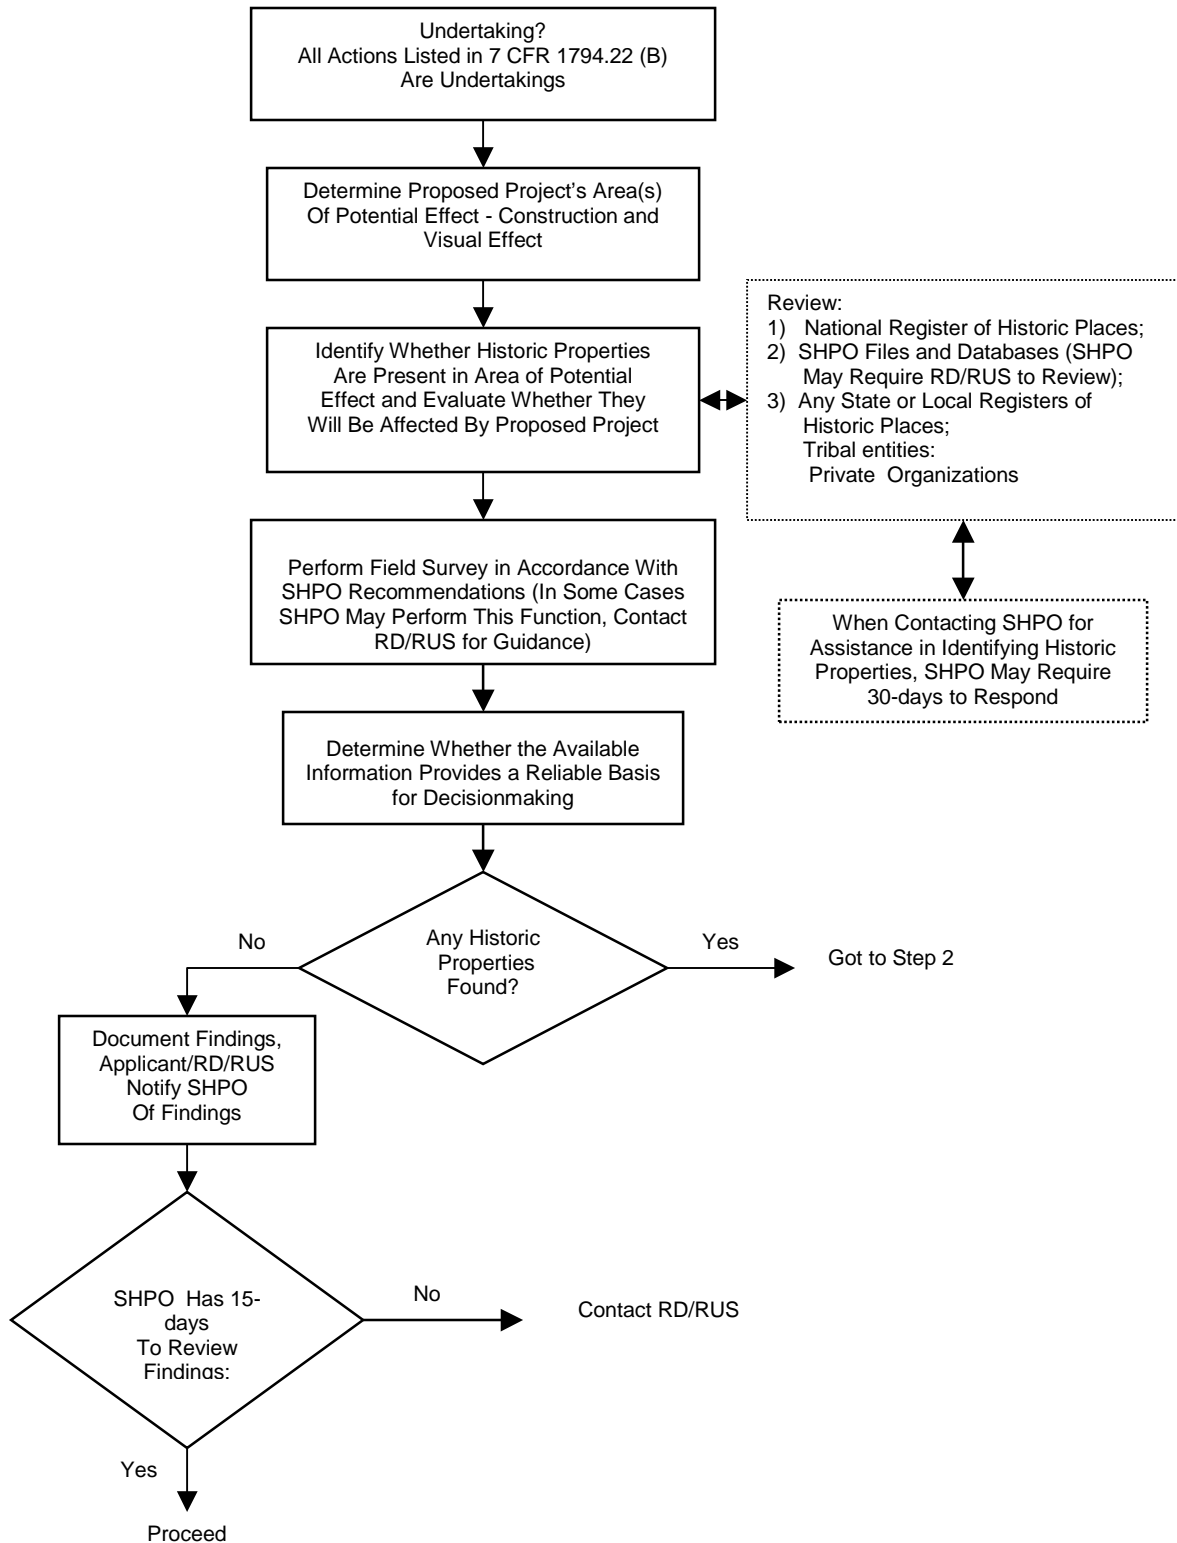 Undertaking?
All Actions Listed in 7 CFR 1794.22 (B)
Are Undertakings
Determine Proposed Project's Area(s)
Of Potential Effect - Construction and
Visual Effect
Identify Whether Historic Properties
Are Present in Area of Potential
Effect and Evaluate Whether They
Will Be Affected By Proposed Project
Review:
1) National Register of Historic Places;
2) SHPO Files and Databases (SHPO
May Require RD/RUS to Review);
3) Any State or Local Registers of
Historic Places;
Tribal entities:
Private Organizations
Perform Field Survey in Accordance With
SHPO Recommendations (In Some Cases
SHPO May Perform This Function, Contact
RD/RUS for Guidance)
When Contacting SHPO for
Assistance in Identifying Historic
Properties, SHPO May Require
30-days to Respond
Determine Whether the Available
Information Provides a Reliable Basis
for Decisionmaking
Any Historic
Properties
Found?
No
Yes
Got to Step 2
Document Findings,
Applicant/RD/RUS
Notify SHPO
Of Findings
SHPO Has 15-
days
To Review
Findings:
No
Contact RD/RUS
Yes
Proceed